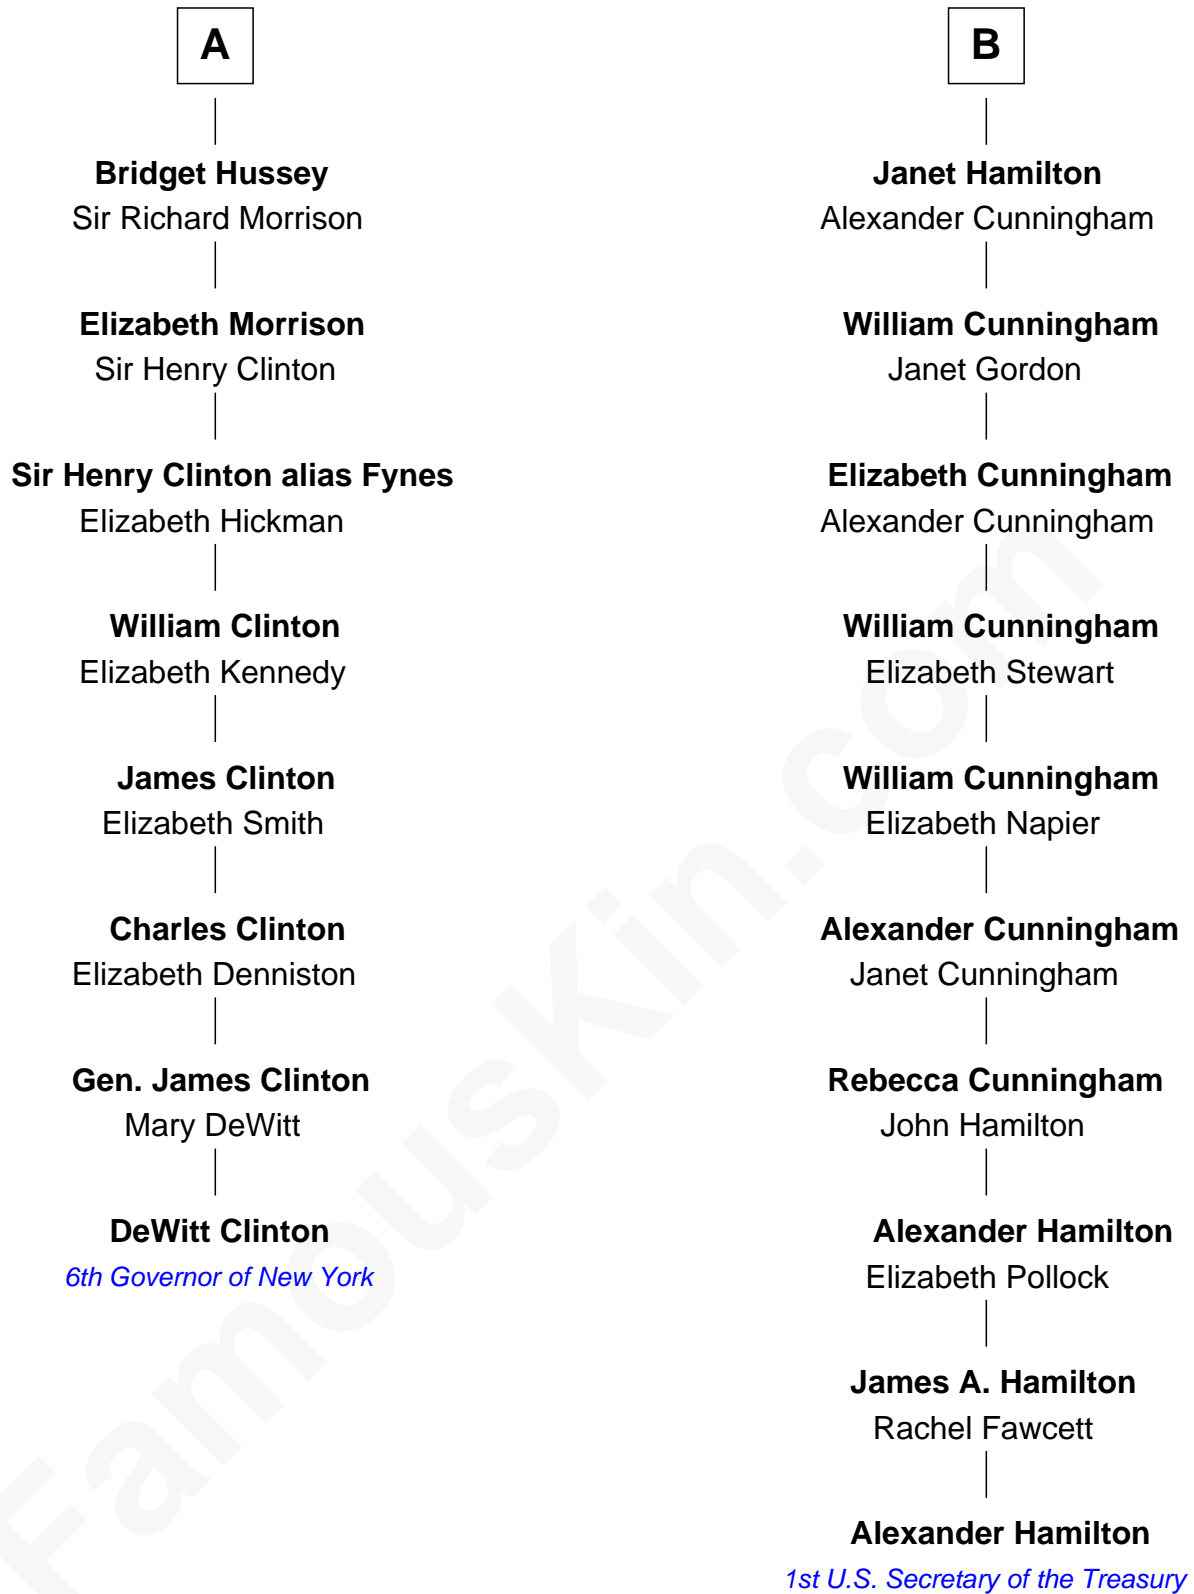 A
Bridget Hussey
Sir Richard Morrison
Elizabeth Morrison
Sir Henry Clinton
Sir Henry Clinton alias Fynes
Elizabeth Hickman
William Clinton
Elizabeth Kennedy
James Clinton
Elizabeth Smith
Charles Clinton
Elizabeth Denniston
Gen. James Clinton
Mary DeWitt
DeWitt Clinton
6th Governor of New York
B
Janet Hamilton
Alexander Cunningham
William Cunningham
Janet Gordon
Elizabeth Cunningham
Alexander Cunningham
William Cunningham
Elizabeth Stewart
William Cunningham
Elizabeth Napier
Alexander Cunningham
Janet Cunningham
Rebecca Cunningham
John Hamilton
Alexander Hamilton
Elizabeth Pollock
James A. Hamilton
Rachel Fawcett
Alexander Hamilton
1st U.S. Secretary of the Treasury
FamousKin.com